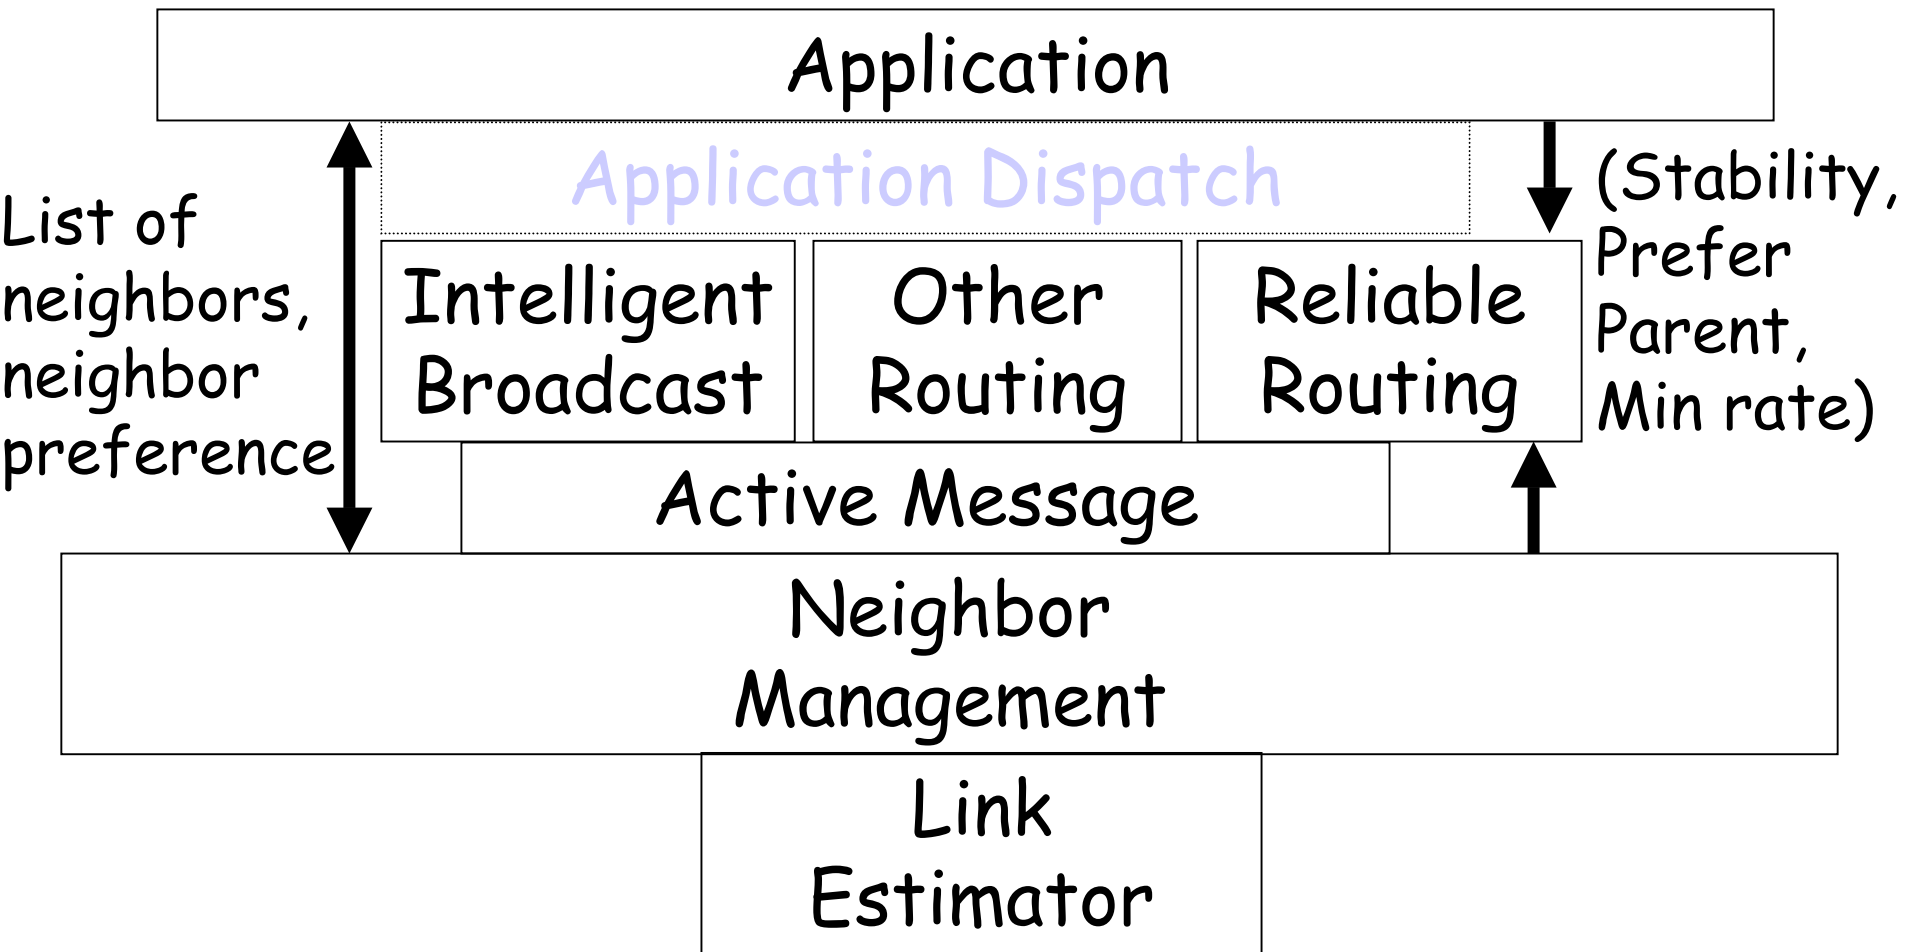 Application
Application Dispatch
List of
neighbors,
neighbor
preference
Intelligent
Broadcast
Other
Routing
Reliable
Routing
(Stability,
Prefer
Parent,
Min rate)
Active Message
Neighbor
Management
Link
Estimator